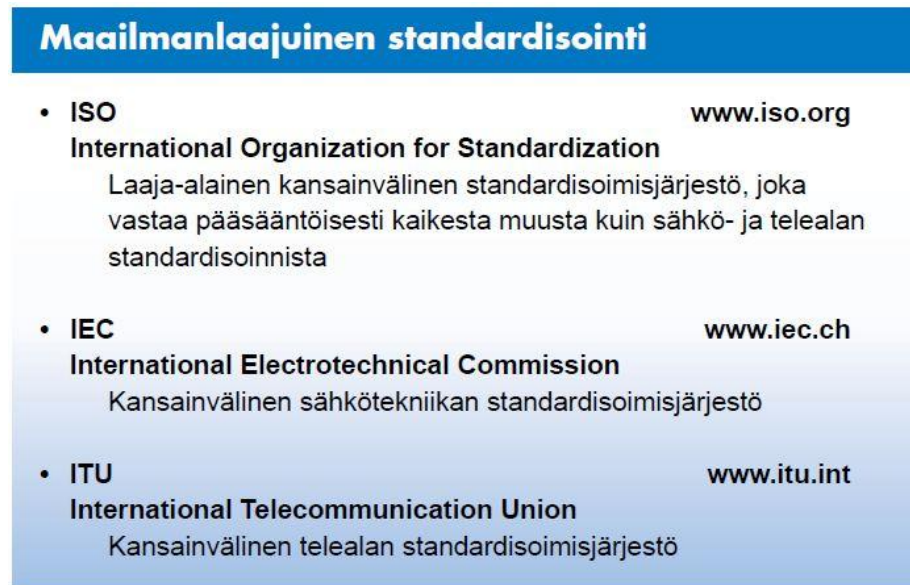 Maailmanlaajuinen standardisointi
• ISO www.iso.org
International Organization for Standardization
Laaja-alainen kansainvälinen standardisoimisjärjestö, joka
vastaa pääsääntöisesti kaikesta muusta kuin sähkö- ja telealan
standardisoinnista
• IEC www.iec.ch
International Electrotechnical Commission
Kansainvälinen sähkötekniikan standardisoimisjärjestö
• ITU www.itu.int
International Telecommunication Union
Kansainvälinen telealan standardisoimisjärjestö